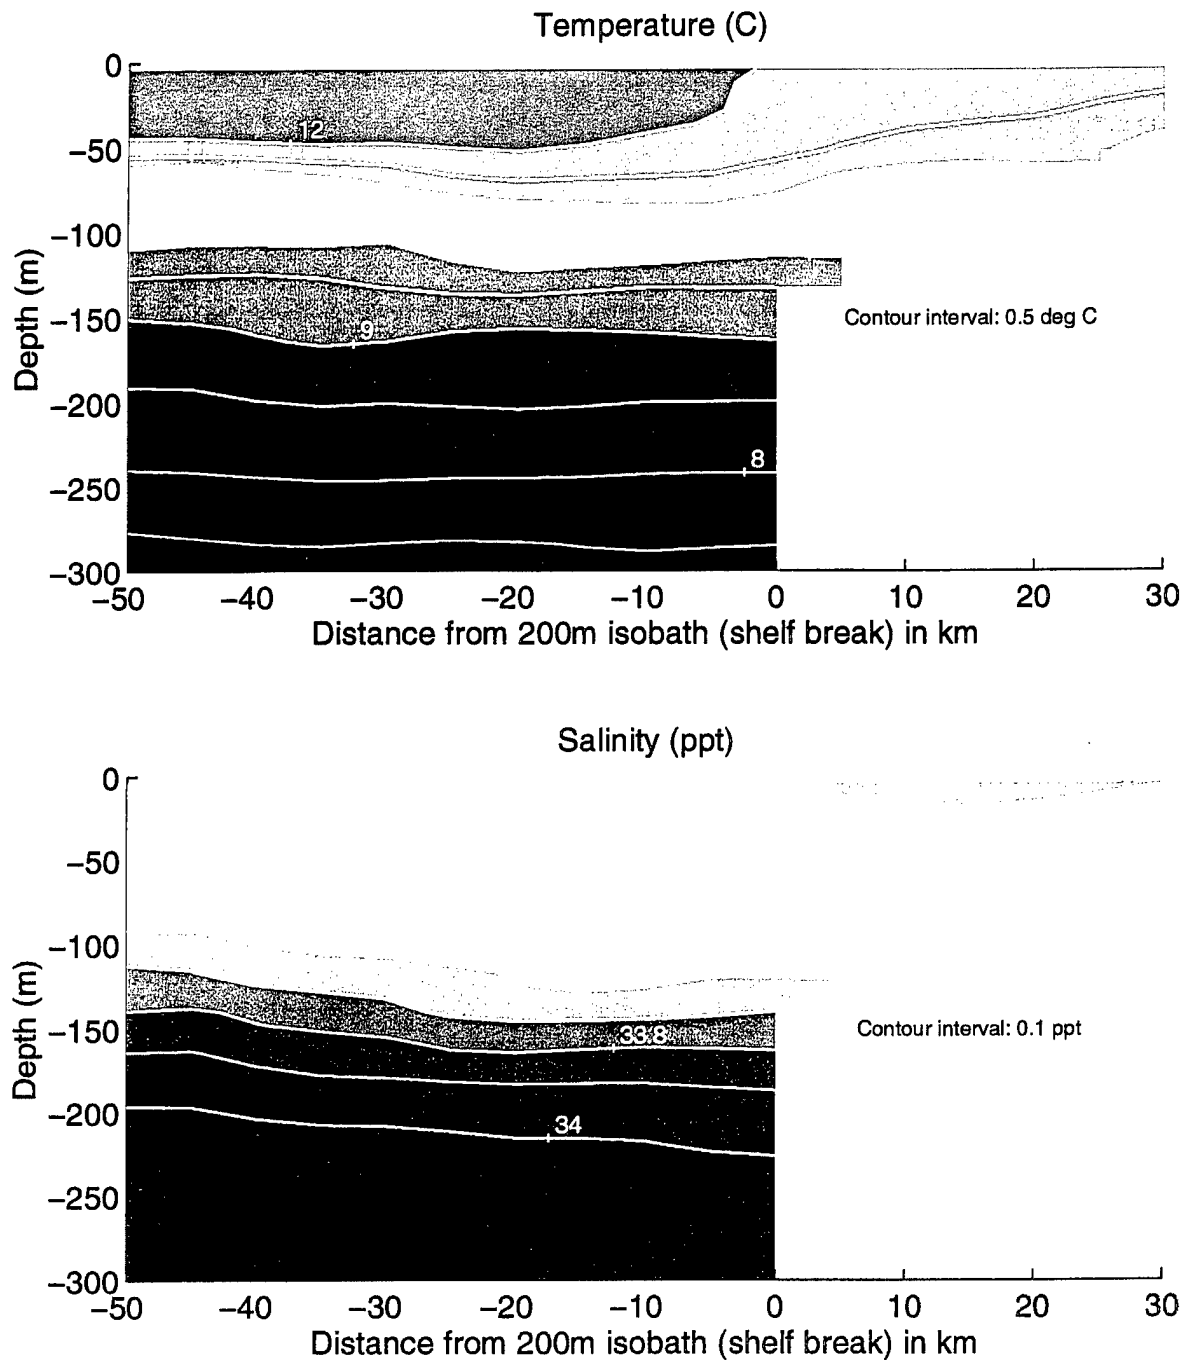 Temperature (C)
0
-50
-100
-150
-200
-250
-300
Depth (m)
12
9
8
Contour interval: 0.5 deg C
-50 -40 -30 -20 -10 0 10 20 30
Distance from 200m isobath (shelf break) in km
Salinity (ppt)
0
-50
-100
-150
-200
-250
-300
Depth (m)
33.8
34
Contour interval: 0.1 ppt
-50 -40 -30 -20 -10 0 10 20 30
Distance from 200m isobath (shelf break) in km